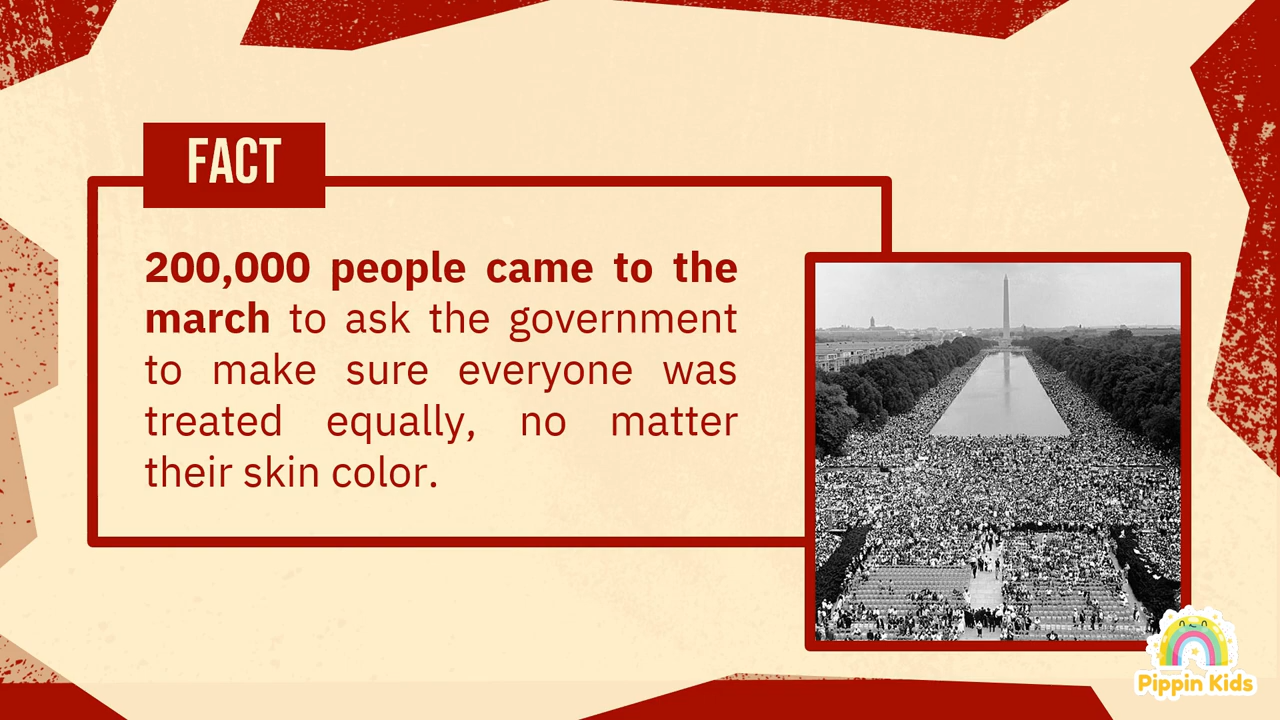 FACT
200,000 people came to the
march to ask the government
to make sure everyone was
treated equally, no matter
their skin color.
Pippin Kids